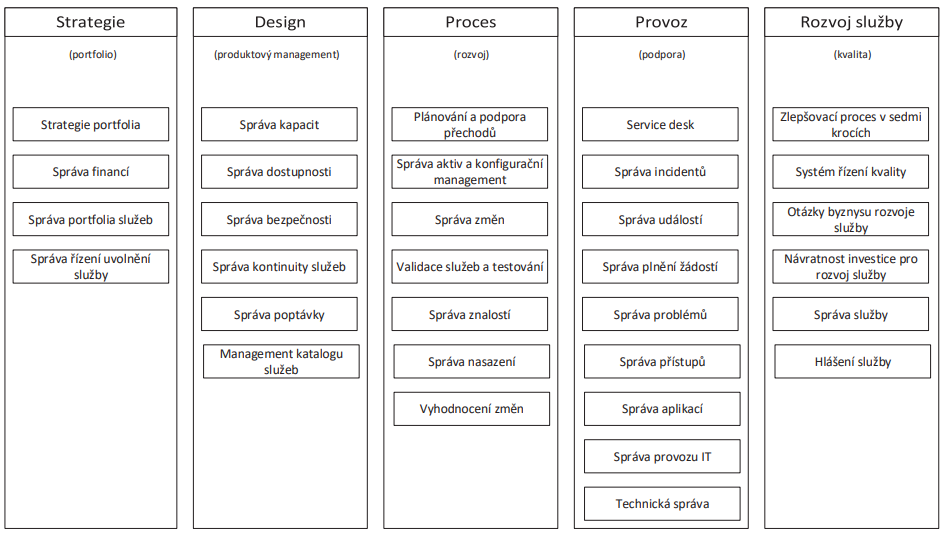 Strategie
(portfolio)
Strategie portfolia
Správa financí
Správa portfolia služeb
Správa řízení uvolnění
služby
Design
(produktový management)
Správa kapacit
Správa dostupnosti
Správa bezpečnosti
Správa kontinuity služeb
Správa poptávky
Management katalogu
služeb
Proces
(rozvoj)
Plánování a podpora
přechodů
Správa aktiv a konfigurační
management
Správa změn
Validace služeb a testování
Správa znalostí
Správa nasazení
Vyhodnocení změn
Provoz
(podpora)
Service desk
Správa incidentů
Správa událostí
Správa plnění žádostí
Správa problémů
Správa přístupů
Správa aplikací
Správa provozu IT
Technická správa
Rozvoj služby
(kvalita)
Zlepšovací proces v sedmi
krocích
Systém řízení kvality
Otázky byznysu rozvoje
služby
Návratnost investice pro
rozvoj služby
Správa služby
Hlášení služby